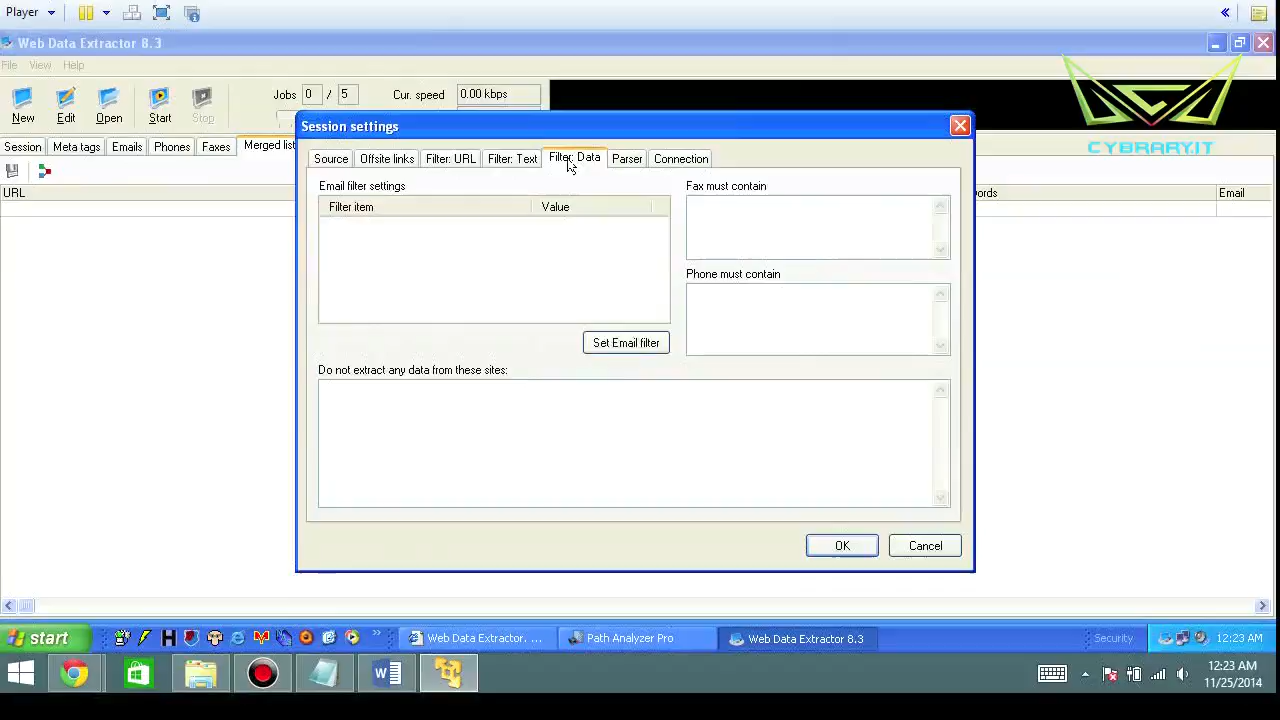 Player
Web Data Extractor 8.3
File View Help
New Edit Open Start Stop Jobs 0 / 5 Cur. speed 0.00 kbps
CYBRARY.IT
Session Meta tags Emails Phones Faxes Merged list
URL
ords Email
Session settings
Source Offsite links Filter: URL Filter: Text Filter: Data Parser Connection
Email filter settings
Filter item Value
Set Email filter
Fax must contain
Phone must contain
Do not extract any data from these sites:
OK Cancel
start Web Data Extractor. ... Path Analyzer Pro Web Data Extractor 8.3 Security 12:23 AM
12:23 AM
11/25/2014